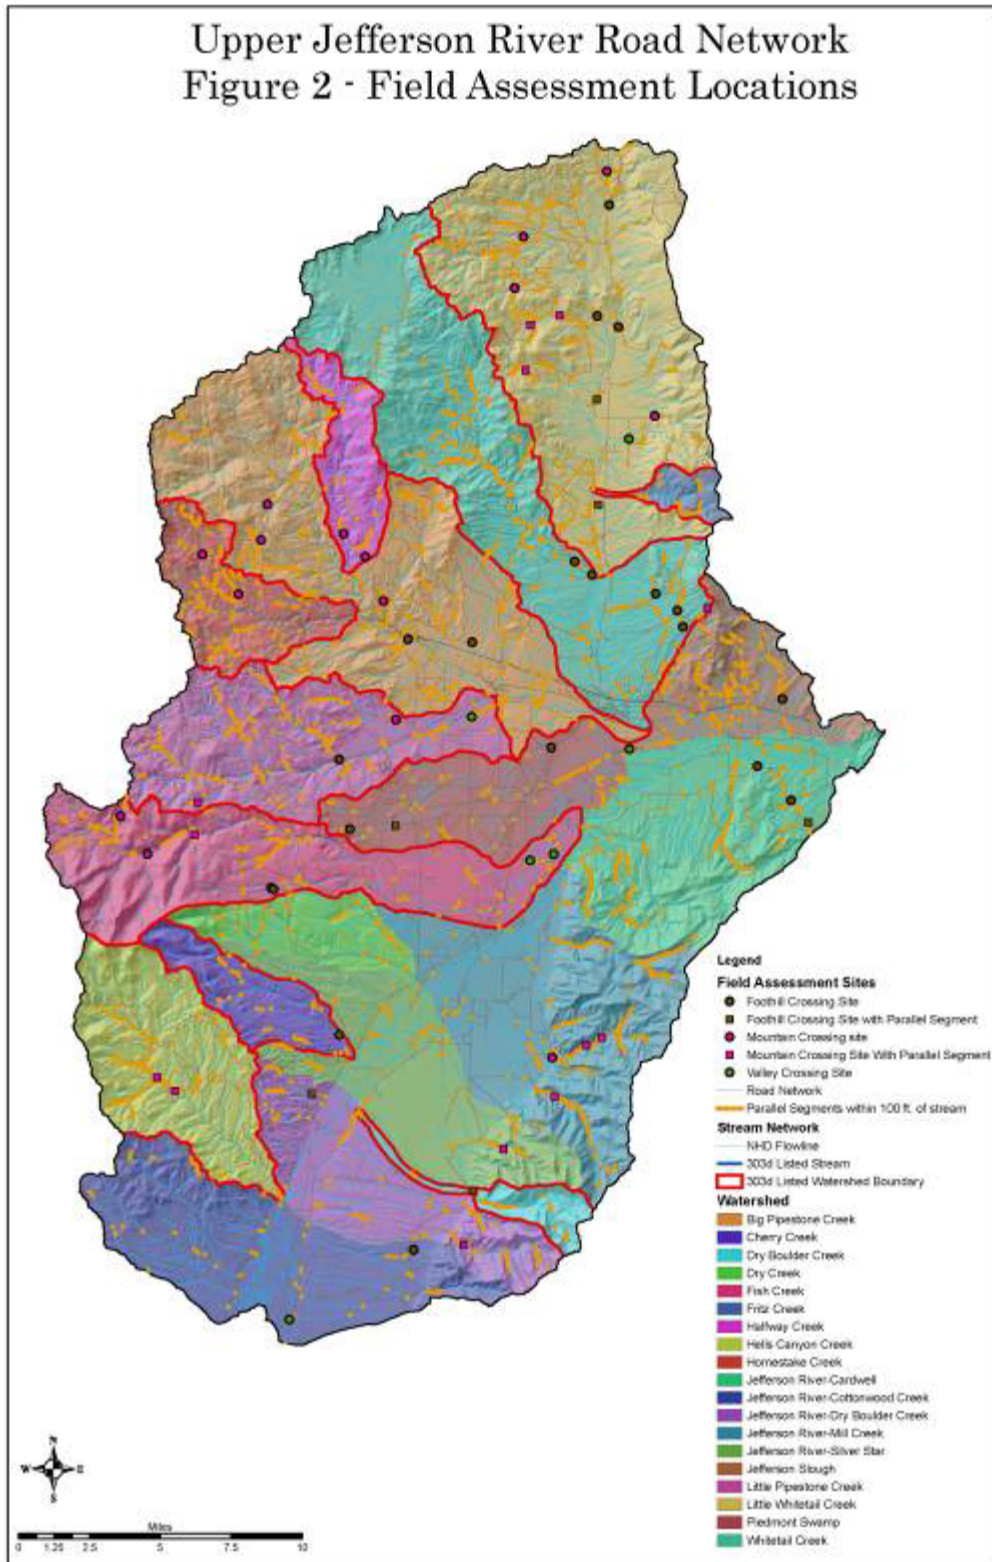 Upper Jefferson River Road Network
Figure 2 - Field Assessment Locations
Legend
Field Assessment Sites
Foothill Crossing Site
Foothill Crossing Site with Parallel Segment
Mountain Crossing site
Mountain Crossing Site With Parallel Segment
Valley Crossing Site
Road Network
Parallel Segments within 100 ft. of stream
Stream Network
NHD Flowline
303d Listed Stream
303d Listed Watershed Boundary
Watershed
Big Pipestone Creek
Cherry Creek
Dry Boulder Creek
Dry Creek
Fish Creek
Fritz Creek
Halfway Creek
Hells Canyon Creek
Homestake Creek
Jefferson River-Cardwell
Jefferson River-Cottonwood Creek
Jefferson River-Dry Boulder Creek
Jefferson River-Mill Creek
Jefferson River-Silver Star
Jefferson Slough
Little Pipestone Creek
Little Whitetail Creek
Piedmont Swamp
Whitetail Creek
N
W E
S
Miles
0 1.25 2.5 5 7.5 10